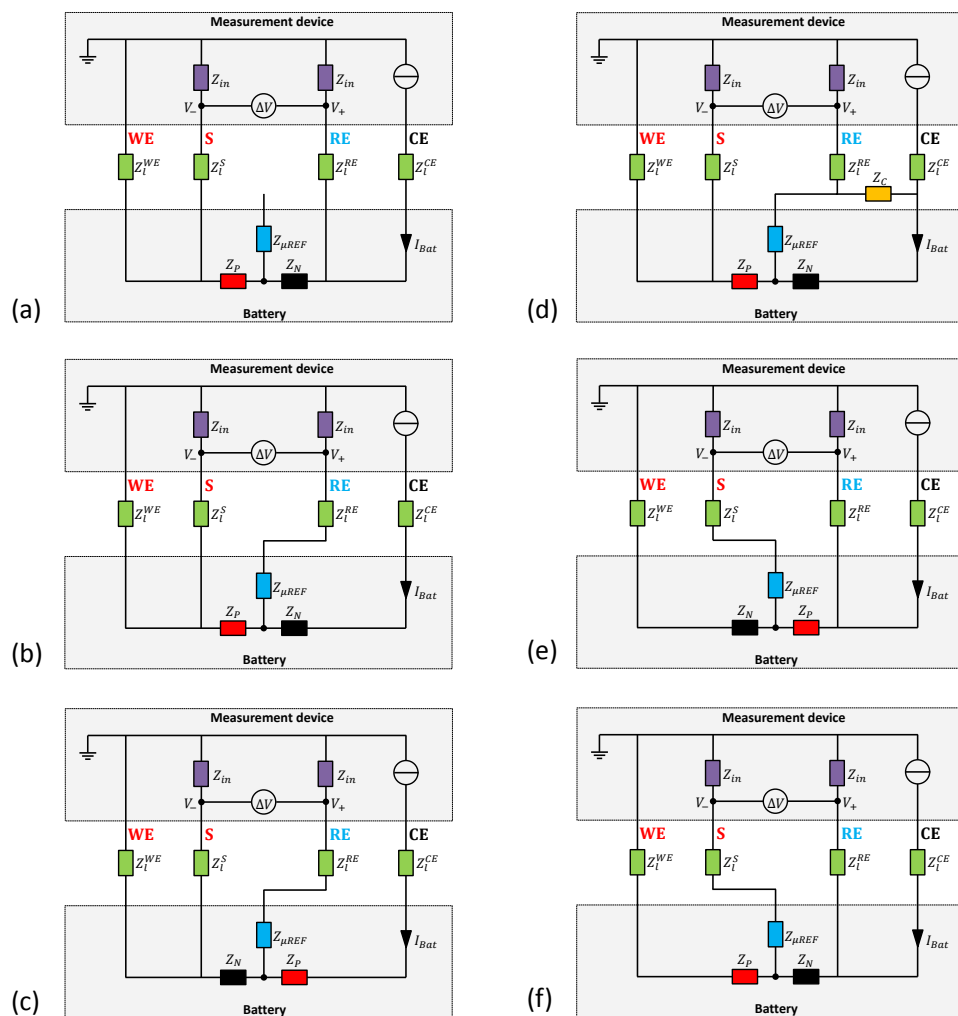 Measurement device
Z_in Z_in
V_− ΔV V_+
WE S RE CE
Z_l^WE Z_l^S Z_l^RE Z_l^CE
Z_μREF I_Bat
Z_P Z_N
(a)
Battery
Measurement device
Z_in Z_in
V_− ΔV V_+
WE S RE CE
Z_l^WE Z_l^S Z_l^RE Z_l^CE
Z_C
Z_μREF I_Bat
Z_P Z_N
(d)
Battery
Measurement device
Z_in Z_in
V_− ΔV V_+
WE S RE CE
Z_l^WE Z_l^S Z_l^RE Z_l^CE
Z_μREF I_Bat
Z_P Z_N
(b)
Battery
Measurement device
Z_in Z_in
V_− ΔV V_+
WE S RE CE
Z_l^WE Z_l^S Z_l^RE Z_l^CE
Z_μREF I_Bat
Z_N Z_P
(e)
Battery
Measurement device
Z_in Z_in
V_− ΔV V_+
WE S RE CE
Z_l^WE Z_l^S Z_l^RE Z_l^CE
Z_μREF I_Bat
Z_N Z_P
(c)
Battery
Measurement device
Z_in Z_in
V_− ΔV V_+
WE S RE CE
Z_l^WE Z_l^S Z_l^RE Z_l^CE
Z_μREF I_Bat
Z_P Z_N
(f)
Battery